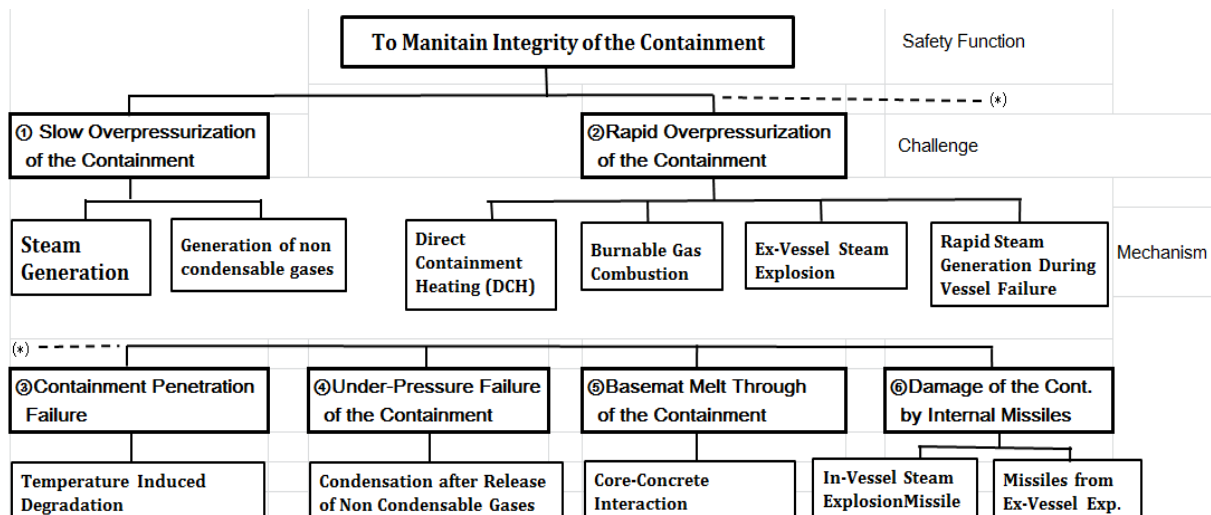 To Manitain Integrity of the Containment
Safety Function
(*)
① Slow Overpressurization
of the Containment
②Rapid Overpressurization
of the Containment
Challenge
Steam
Generation
Generation of non
condensable gases
Direct
Containment
Heating (DCH)
Burnable Gas
Combustion
Ex-Vessel Steam
Explosion
Rapid Steam
Generation During
Vessel Failure
Mechanism
(*)
③Containment Penetration
Failure
④Under-Pressure Failure
of the Containment
⑤Basemat Melt Through
of the Containment
⑥Damage of the Cont.
by Internal Missiles
Temperature Induced
Degradation
Condensation after Release
of Non Condensable Gases
Core-Concrete
Interaction
In-Vessel Steam
ExplosionMissile
Missiles from
Ex-Vessel Exp.